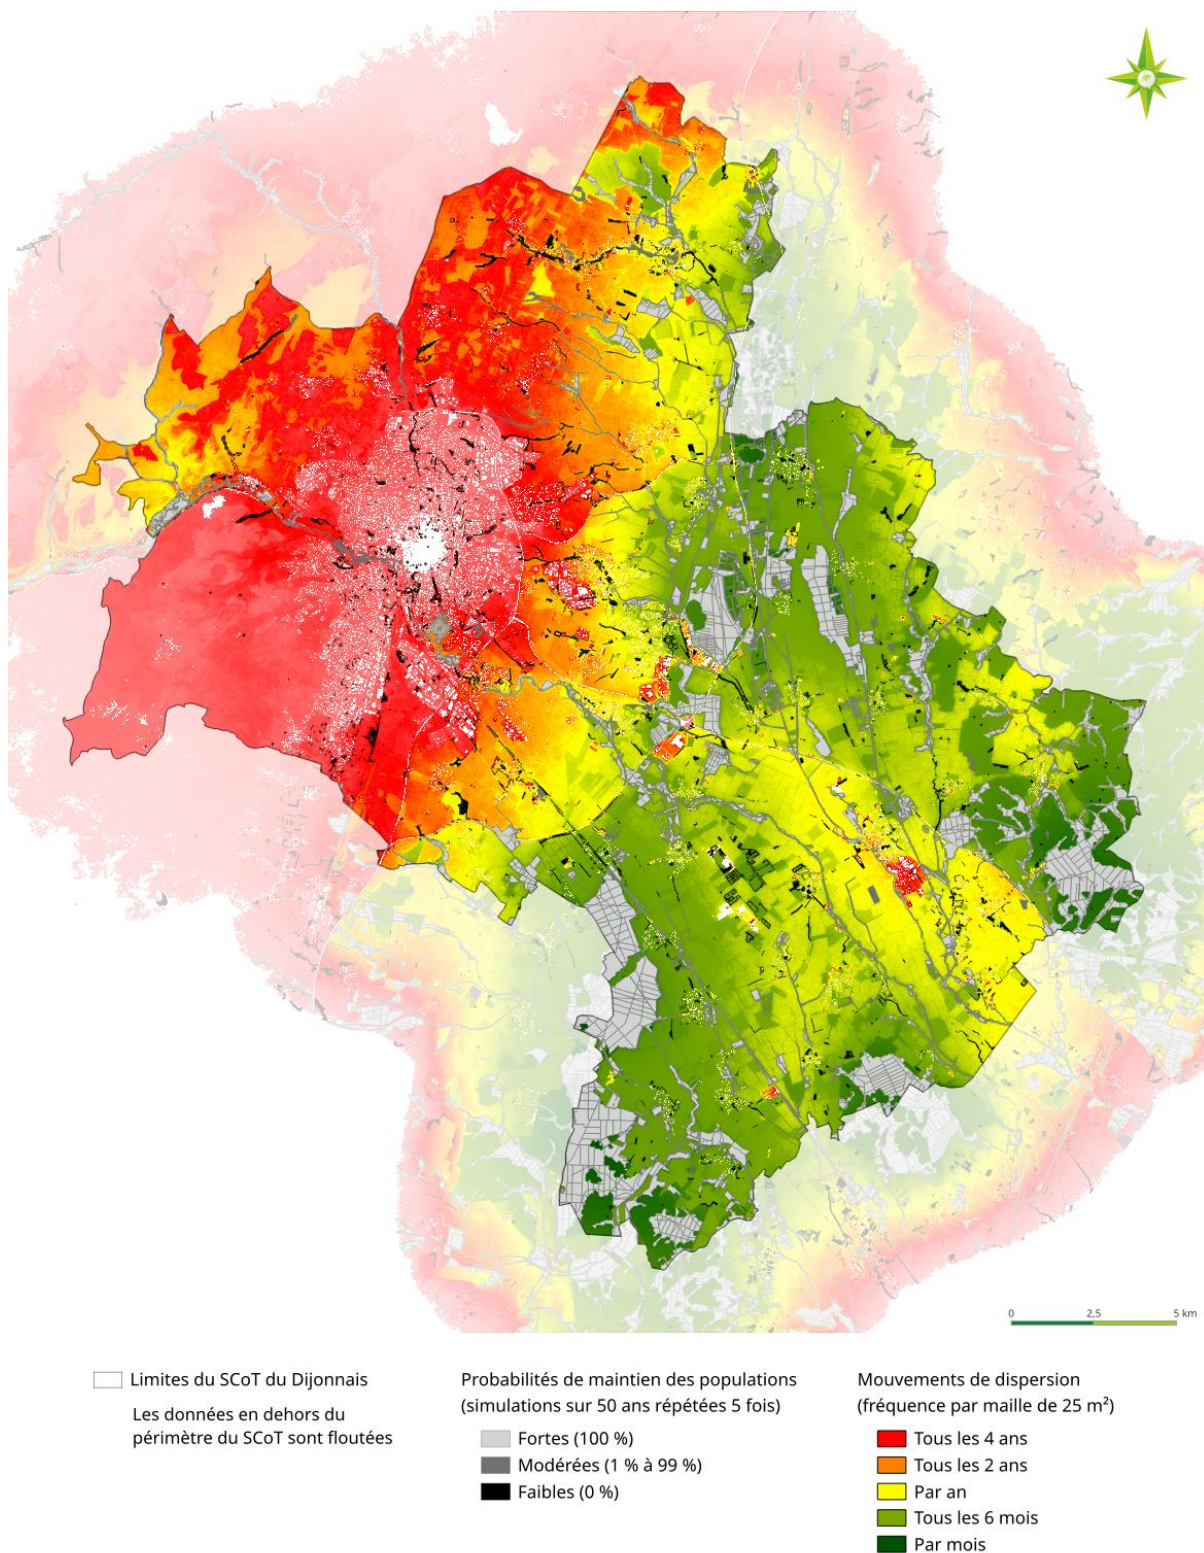 0 2,5 5 km
Limites du SCoT du Dijonnais
Les données en dehors du
périmètre du SCoT sont floutées
Probabilités de maintien des populations
(simulations sur 50 ans répétées 5 fois)
Fortes (100 %)
Modérées (1 % à 99 %)
Faibles (0 %)
Mouvements de dispersion
(fréquence par maille de 25 m²)
Tous les 4 ans
Tous les 2 ans
Par an
Tous les 6 mois
Par mois